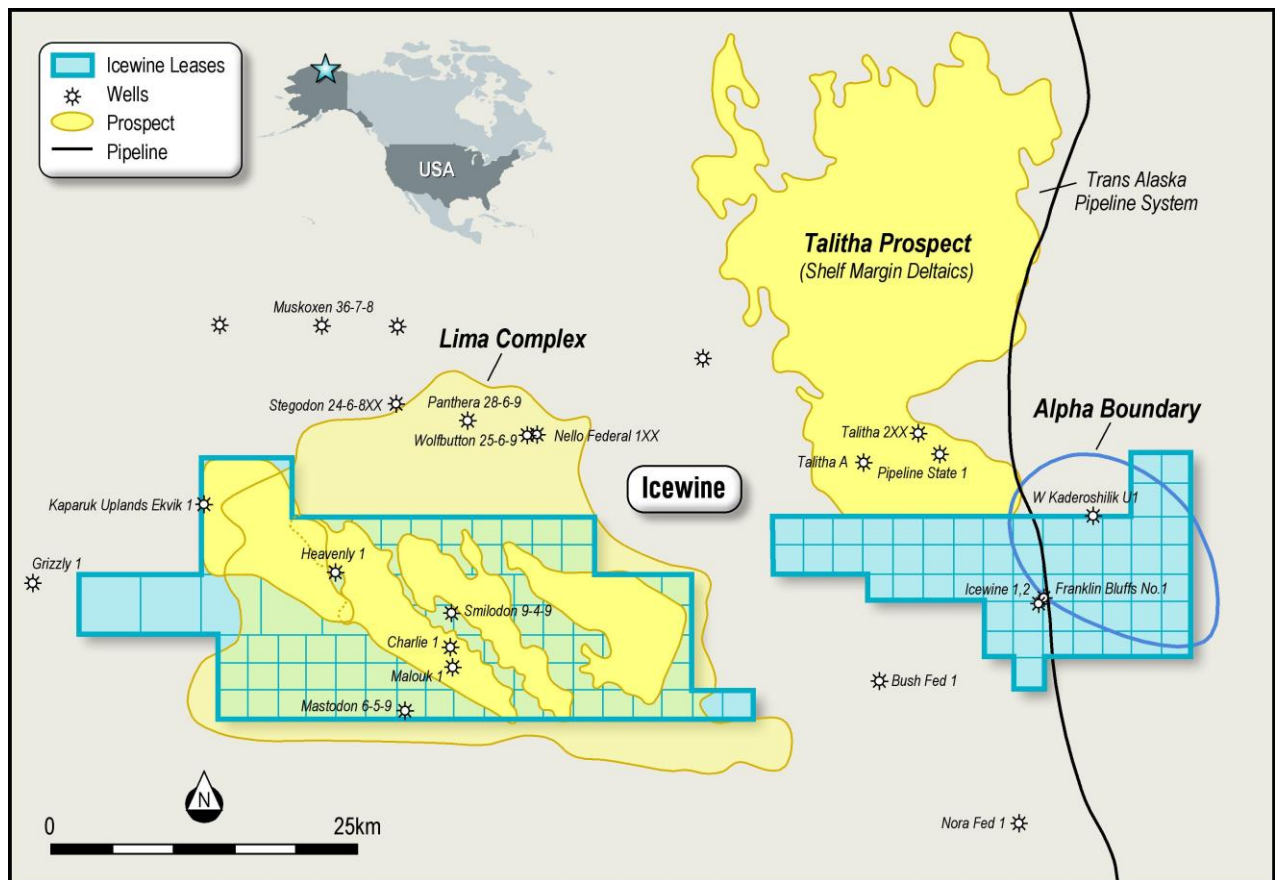 Icewine Leases
Wells
Prospect
Pipeline
USA
Trans Alaska
Pipeline System
Talitha Prospect
(Shelf Margin Deltaics)
Muskoxen 36-7-8
Lima Complex
Stegodon 24-6-8XX
Panthera 28-6-9
Wolfbutton 25-6-9
Nello Federal 1XX
Alpha Boundary
Talitha 2XX
Talitha A
Pipeline State 1
Icewine
Kaparuk Uplands Ekvik 1
W Kaderoshilik U1
Heavenly 1
Grizzly 1
Icewine 1,2
Franklin Bluffs No.1
Smilodon 9-4-9
Charlie 1
Malouk 1
Bush Fed 1
Mastodon 6-5-9
N
0
25km
Nora Fed 1